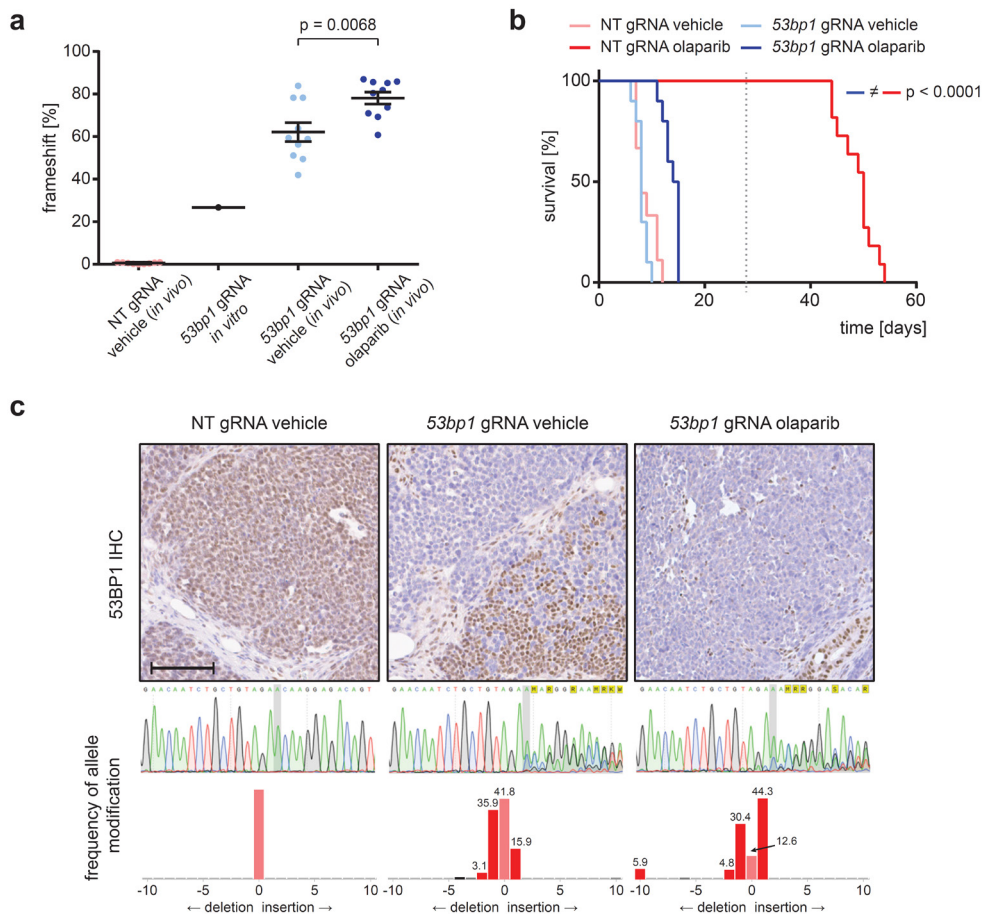 a
p = 0.0068
100
80
60
40
20
0
frameshift [%]
NT gRNA
vehicle (in vivo)
53bp1 gRNA
in vitro
53bp1 gRNA
vehicle (in vivo)
53bp1 gRNA
olaparib (in vivo)
b
NT gRNA vehicle
53bp1 gRNA vehicle
NT gRNA olaparib
53bp1 gRNA olaparib
100
50
0
survival [%]
≠ p < 0.0001
0 20 40 60
time [days]
c
NT gRNA vehicle
53bp1 gRNA vehicle
53bp1 gRNA olaparib
53BP1 IHC
GAACAATCTGCTGTAGAACAAGGAGACAGT
GAACAATCTGCTGTAGAAMARGGRAAMRKW
GAACAATCTGCTGTAGAAAMRRGGASACAR
frequency of allele
modification
-10 -5 0 5 10
← deletion insertion →
3.1 35.9 41.8 15.9
-10 -5 0 5 10
← deletion insertion →
5.9 4.8 30.4 12.6 44.3
-10 -5 0 5 10
← deletion insertion →